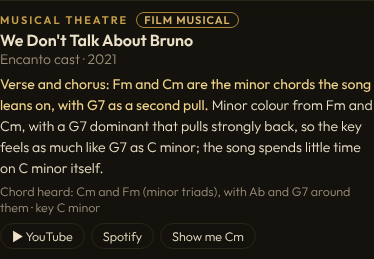 MUSICAL THEATRE FILM MUSICAL
We Don't Talk About Bruno
Encanto cast · 2021
Verse and chorus: Fm and Cm are the minor chords the song
leans on, with G7 as a second pull. Minor colour from Fm and
Cm, with a G7 dominant that pulls strongly back, so the key
feels as much like G7 as C minor; the song spends little time
on C minor itself.
Chord heard: Cm and Fm (minor triads), with Ab and G7 around
them · key C minor
▶ YouTube Spotify Show me Cm